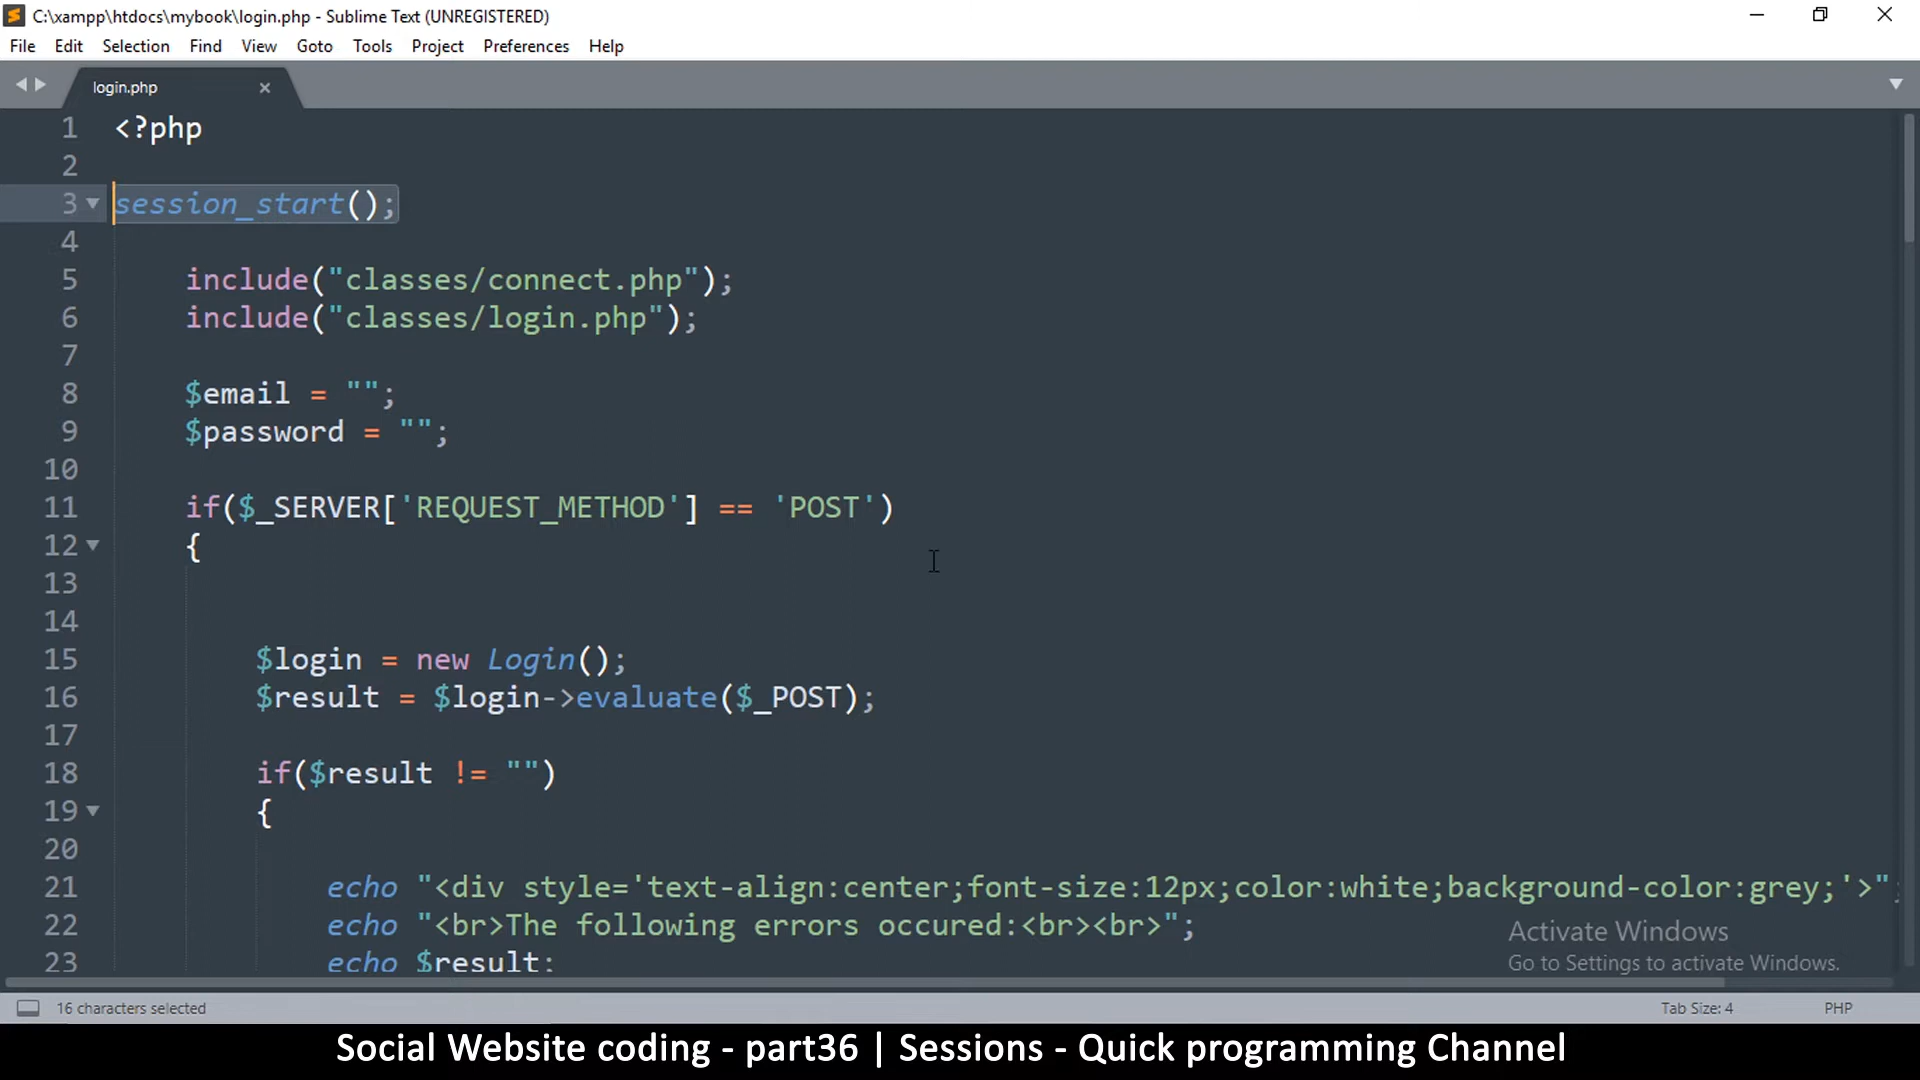 C:\xampp\htdocs\mybook\login.php - Sublime Text (UNREGISTERED)
File Edit Selection Find View Goto Tools Project Preferences Help
login.php
1 <?php
2
3 session_start();
4
5 include("classes/connect.php");
6 include("classes/login.php");
7
8 $email = "";
9 $password = "";
10
11 if($_SERVER['REQUEST_METHOD'] == 'POST')
12 {
13
14
15 $login = new Login();
16 $result = $login->evaluate($_POST);
17
18 if($result != "")
19 {
20
21 echo "<div style='text-align:center;font-size:12px;color:white;background-color:grey;'>";
22 echo "<br>The following errors occured:<br><br>";
23 echo $result;
Activate Windows
Go to Settings to activate Windows.
16 characters selected Tab Size: 4 PHP
Social Website coding - part36 | Sessions - Quick programming Channel